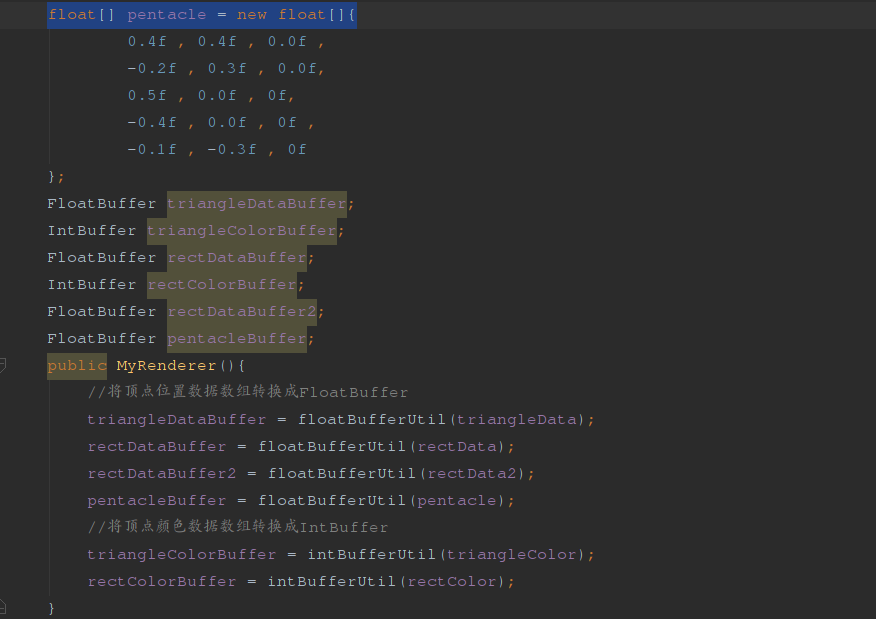 float[] pentacle = new float[]{
0.4f , 0.4f , 0.0f ,
-0.2f , 0.3f , 0.0f,
0.5f , 0.0f , 0f,
-0.4f , 0.0f , 0f ,
-0.1f , -0.3f , 0f
};
FloatBuffer triangleDataBuffer;
IntBuffer triangleColorBuffer;
FloatBuffer rectDataBuffer;
IntBuffer rectColorBuffer;
FloatBuffer rectDataBuffer2;
FloatBuffer pentacleBuffer;
public MyRenderer(){
//将顶点位置数据数组转换成FloatBuffer
triangleDataBuffer = floatBufferUtil(triangleData);
rectDataBuffer = floatBufferUtil(rectData);
rectDataBuffer2 = floatBufferUtil(rectData2);
pentacleBuffer = floatBufferUtil(pentacle);
//将顶点颜色数据数组转换成IntBuffer
triangleColorBuffer = intBufferUtil(triangleColor);
rectColorBuffer = intBufferUtil(rectColor);
}